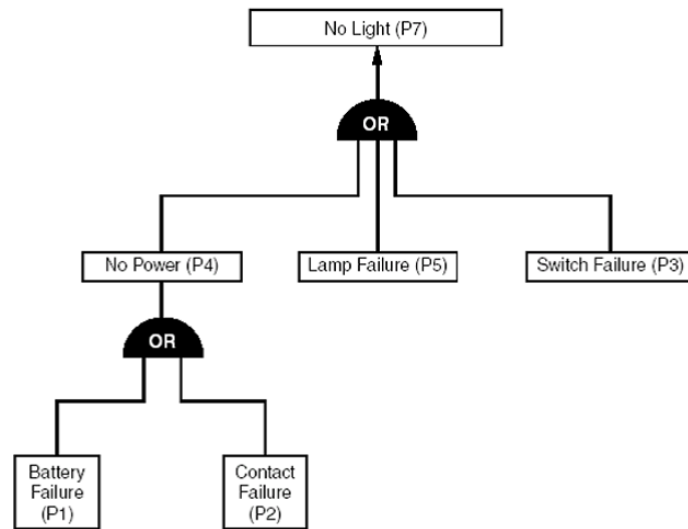 No Light (P7)
OR
No Power (P4)
Lamp Failure (P5)
Switch Failure (P3)
OR
Battery
Failure
(P1)
Contact
Failure
(P2)